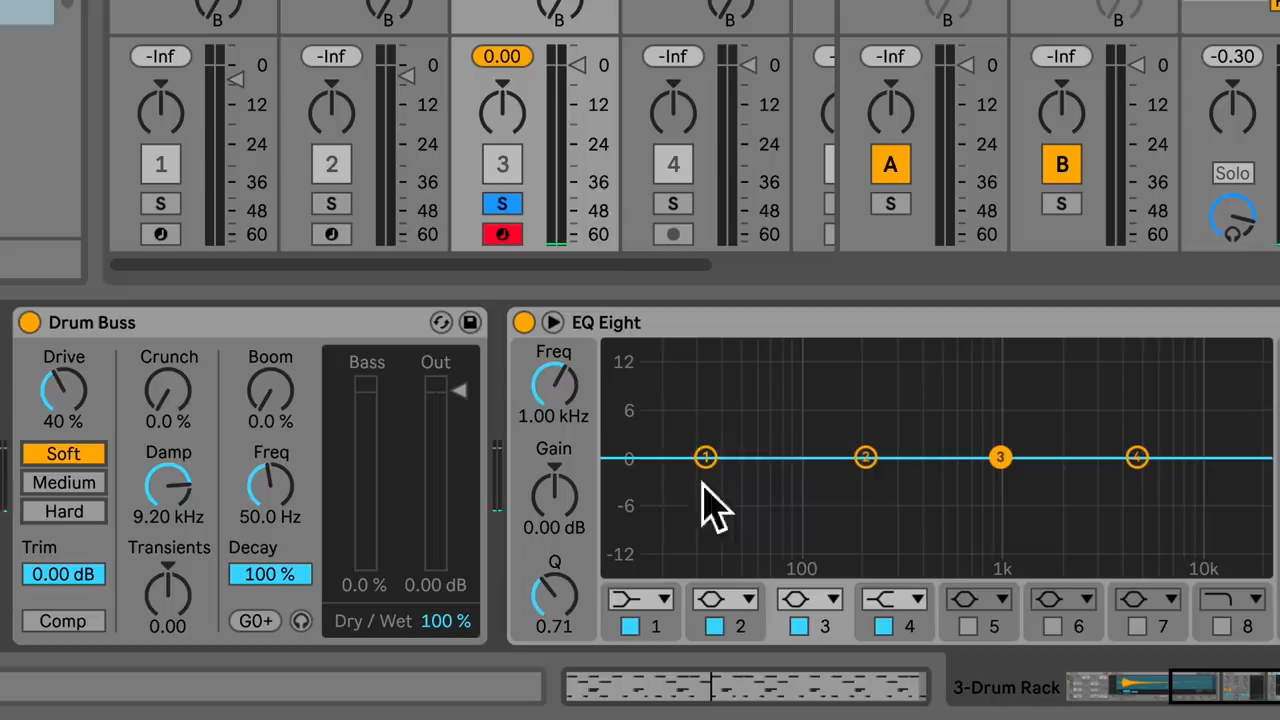 B B B B B B
-Inf -Inf 0.00 -Inf - -Inf -Inf -0.30
0 0 0 0 0 0
12 12 12 12 12 12
24 24 24 24 24 24
1 2 3 4 A B
Solo
36 36 36 36 36 36
S S S S S S
48 48 48 48 48 48
60 60 60 60 60 60
Drum Buss
Drive Crunch Boom
40 % 0.0 % 0.0 %
Soft
Medium
Hard
Damp Freq
9.20 kHz 50.0 Hz
Trim Transients Decay
0.00 dB 100 %
Comp 0.00 G0+
Bass Out
0.0 % 0.00 dB
Dry / Wet 100 %
EQ Eight
Freq
1.00 kHz
Gain
0.00 dB
Q
0.71
12
6
0
-6
-12
1 2 3 4
100 1k 10k
1 2 3 4 5 6 7 8
3-Drum Rack